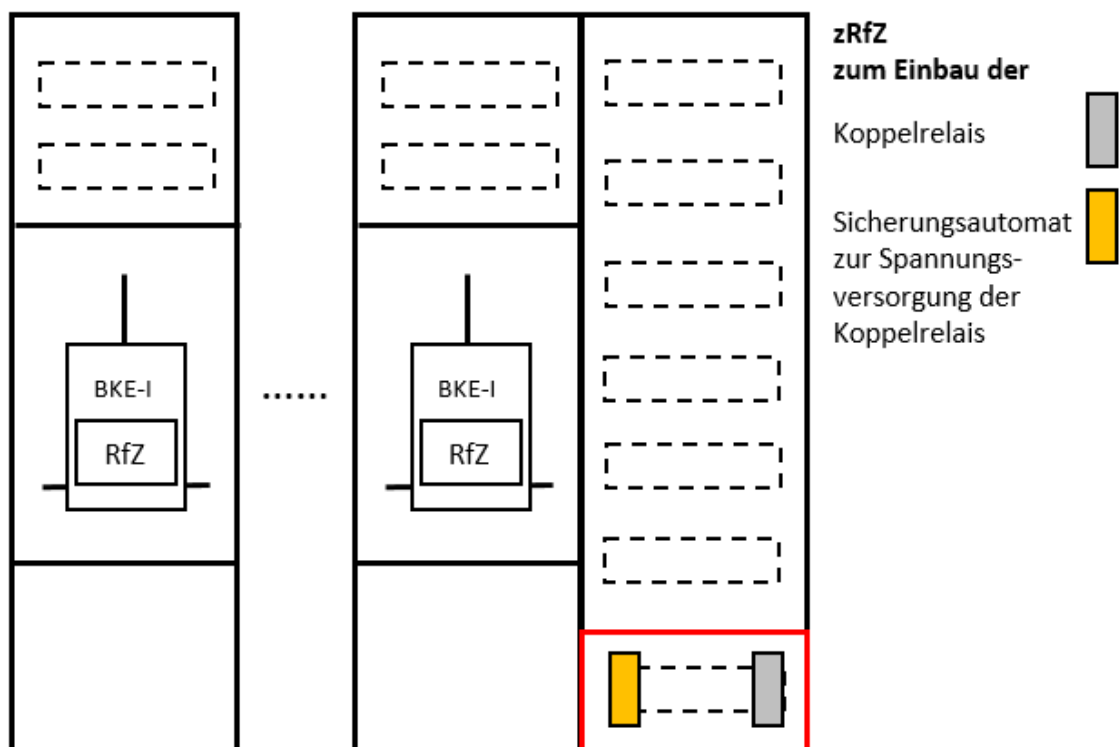 zRfZ
zum Einbau der
Koppelrelais
Sicherungsautomat
zur Spannungs-
versorgung der
Koppelrelais
BKE-I
RfZ
......
BKE-I
RfZ